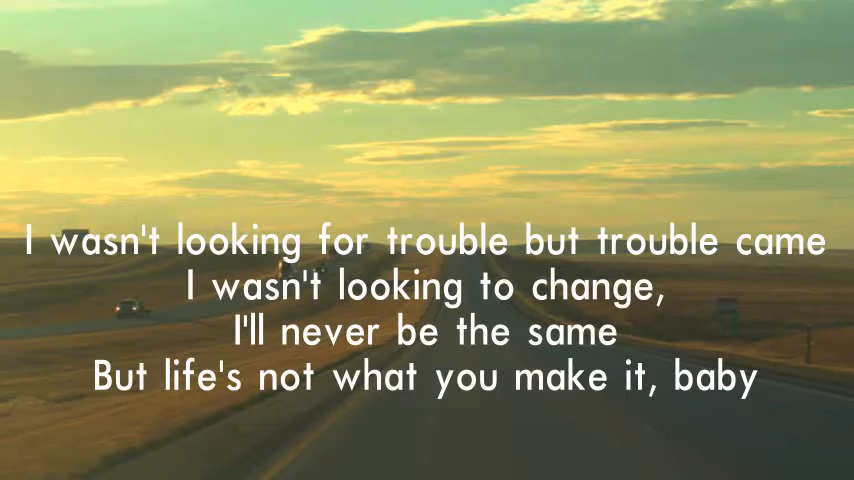 I wasn't looking for trouble but trouble came
I wasn't looking to change,
I'll never be the same
But life's not what you make it, baby